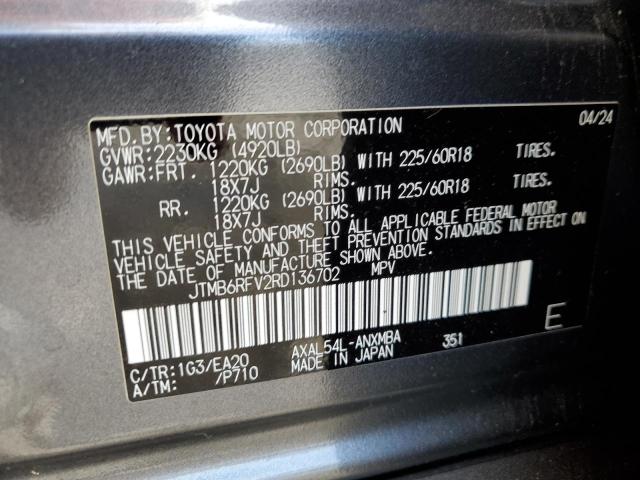 MFD. BY: TOYOTA MOTOR CORPORATION 04/24
GVWR: 2230KG (4920LB)
GAWR: FRT. 1220KG (2690LB) WITH 225/60R18 TIRES.
18X7J RIMS.
RR. 1220KG (2690LB) WITH 225/60R18 TIRES.
18X7J RIMS.
THIS VEHICLE CONFORMS TO ALL APPLICABLE FEDERAL MOTOR
VEHICLE SAFETY AND THEFT PREVENTION STANDARDS IN EFFECT ON
THE DATE OF MANUFACTURE SHOWN ABOVE.
JTMB6RFV2RD136702 MPV
E
C/TR: 1G3/EA20 AXAL54L-ANXMBA 351
A/TM: /P710 MADE IN JAPAN